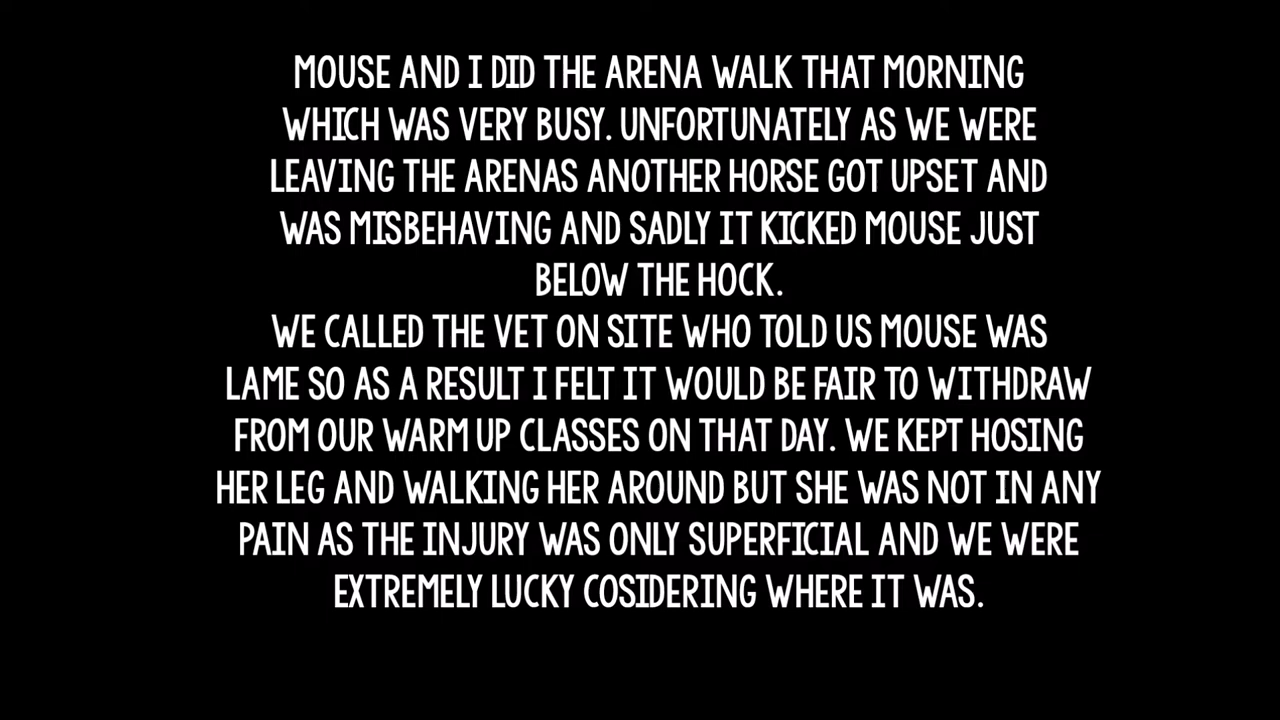 MOUSE AND I DID THE ARENA WALK THAT MORNING
WHICH WAS VERY BUSY. UNFORTUNATELY AS WE WERE
LEAVING THE ARENAS ANOTHER HORSE GOT UPSET AND
WAS MISBEHAVING AND SADLY IT KICKED MOUSE JUST
BELOW THE HOCK.
WE CALLED THE VET ON SITE WHO TOLD US MOUSE WAS
LAME SO AS A RESULT I FELT IT WOULD BE FAIR TO WITHDRAW
FROM OUR WARM UP CLASSES ON THAT DAY. WE KEPT HOSING
HER LEG AND WALKING HER AROUND BUT SHE WAS NOT IN ANY
PAIN AS THE INJURY WAS ONLY SUPERFICIAL AND WE WERE
EXTREMELY LUCKY COSIDERING WHERE IT WAS.